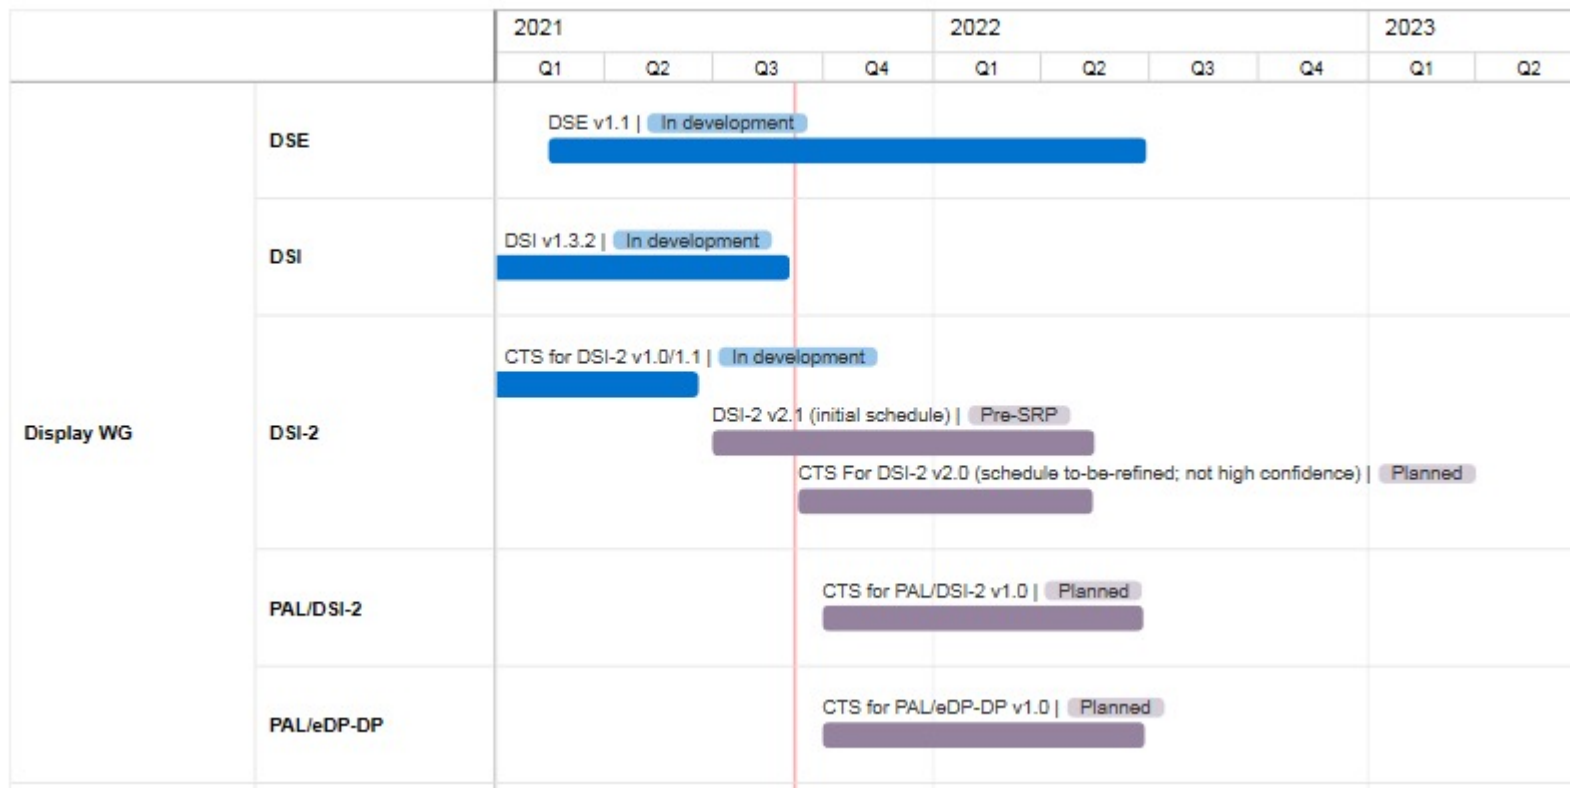 2021 2022 2023
Q1 Q2 Q3 Q4 Q1 Q2 Q3 Q4 Q1 Q2
Display WG
DSE
DSE v1.1 | In development
DSI
DSI v1.3.2 | In development
DSI-2
CTS for DSI-2 v1.0/1.1 | In development
DSI-2 v2.1 (initial schedule) | Pre-SRP
CTS For DSI-2 v2.0 (schedule to-be-refined; not high confidence) | Planned
PAL/DSI-2
CTS for PAL/DSI-2 v1.0 | Planned
PAL/eDP-DP
CTS for PAL/eDP-DP v1.0 | Planned